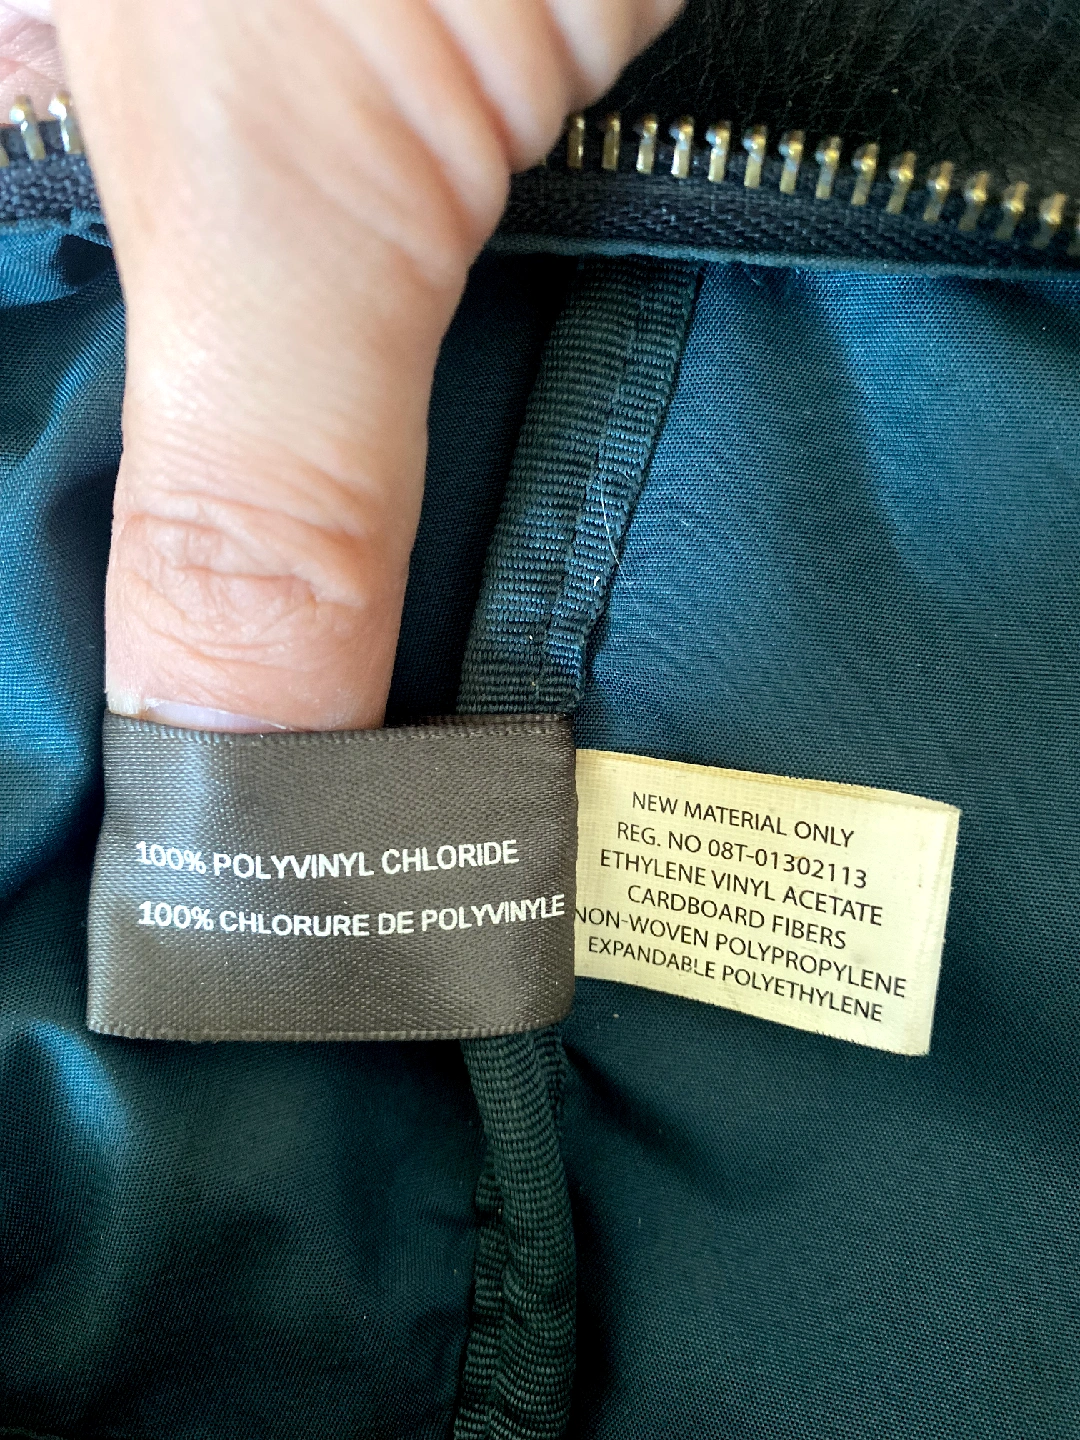 100% POLYVINYL CHLORIDE
100% CHLORURE DE POLYVINYLE
NEW MATERIAL ONLY
REG. NO 08T-01302113
ETHYLENE VINYL ACETATE
CARDBOARD FIBERS
NON-WOVEN POLYPROPYLENE
EXPANDABLE POLYETHYLENE